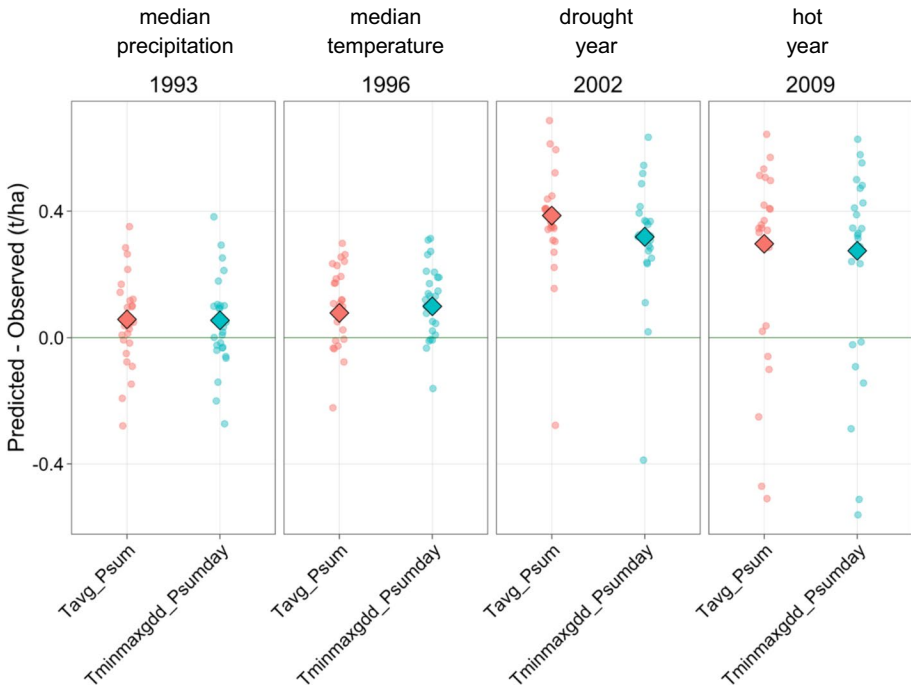 median
precipitation
median
temperature
drought
year
hot
year
1993
1996
2002
2009
Predicted - Observed (t/ha)
0.4
0.0
-0.4
Tavg_Psum
Tminmaxgdd_Psumday
Tavg_Psum
Tminmaxgdd_Psumday
Tavg_Psum
Tminmaxgdd_Psumday
Tavg_Psum
Tminmaxgdd_Psumday